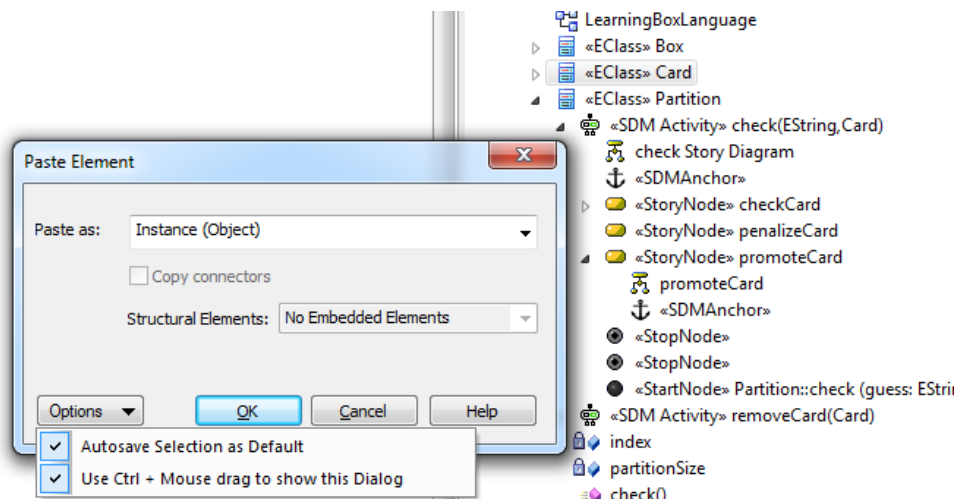 LearningBoxLanguage
«EClass» Box
«EClass» Card
«EClass» Partition
«SDM Activity» check(EString,Card)
check Story Diagram
«SDMAnchor»
«StoryNode» checkCard
«StoryNode» penalizeCard
«StoryNode» promoteCard
promoteCard
«SDMAnchor»
«StopNode»
«StopNode»
«StartNode» Partition::check (guess: EStrin
«SDM Activity» removeCard(Card)
index
partitionSize
check()
Paste Element
Paste as: Instance (Object)
Copy connectors
Structural Elements: No Embedded Elements
Options OK Cancel Help
Autosave Selection as Default
Use Ctrl + Mouse drag to show this Dialog